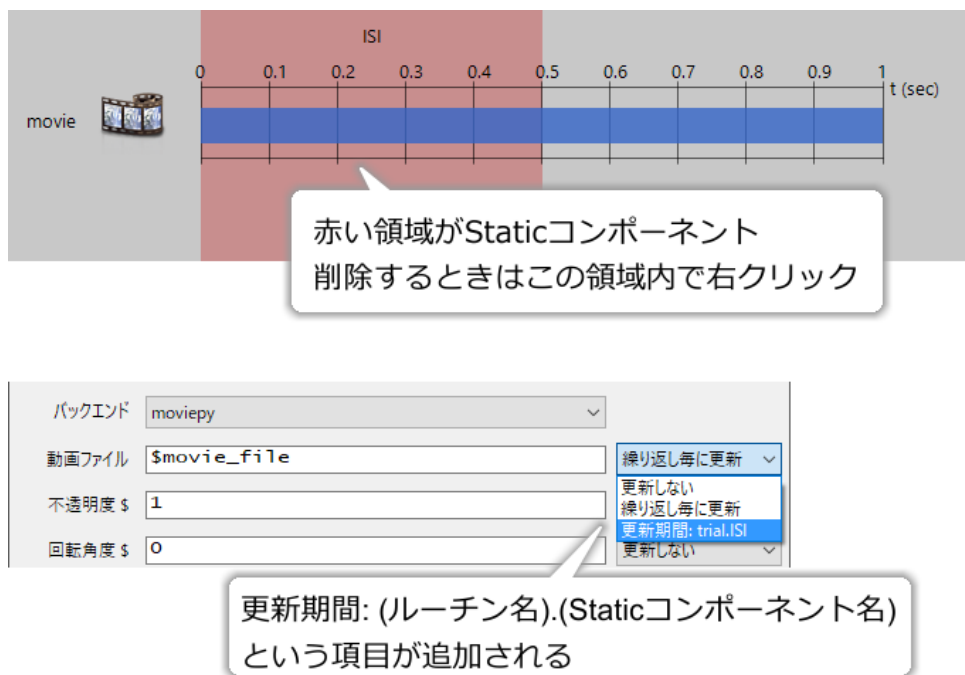 ISI
0 0.1 0.2 0.3 0.4 0.5 0.6 0.7 0.8 0.9 1
t (sec)
movie
赤い領域がStaticコンポーネント
削除するときはこの領域内で右クリック
バックエンド moviepy
動画ファイル $movie_file 繰り返し毎に更新
更新しない
不透明度 $ 1 繰り返し毎に更新
更新期間: trial.ISI
回転角度 $ 0 更新しない
更新期間: (ルーチン名).(Staticコンポーネント名)
という項目が追加される